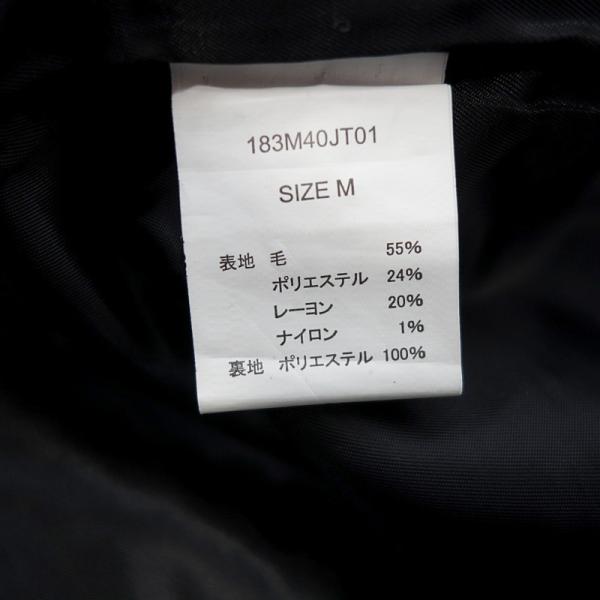 183M40JT01
SIZE M
表地 毛 55%
ポリエステル 24%
レーヨン 20%
ナイロン 1%
裏地 ポリエステル 100%